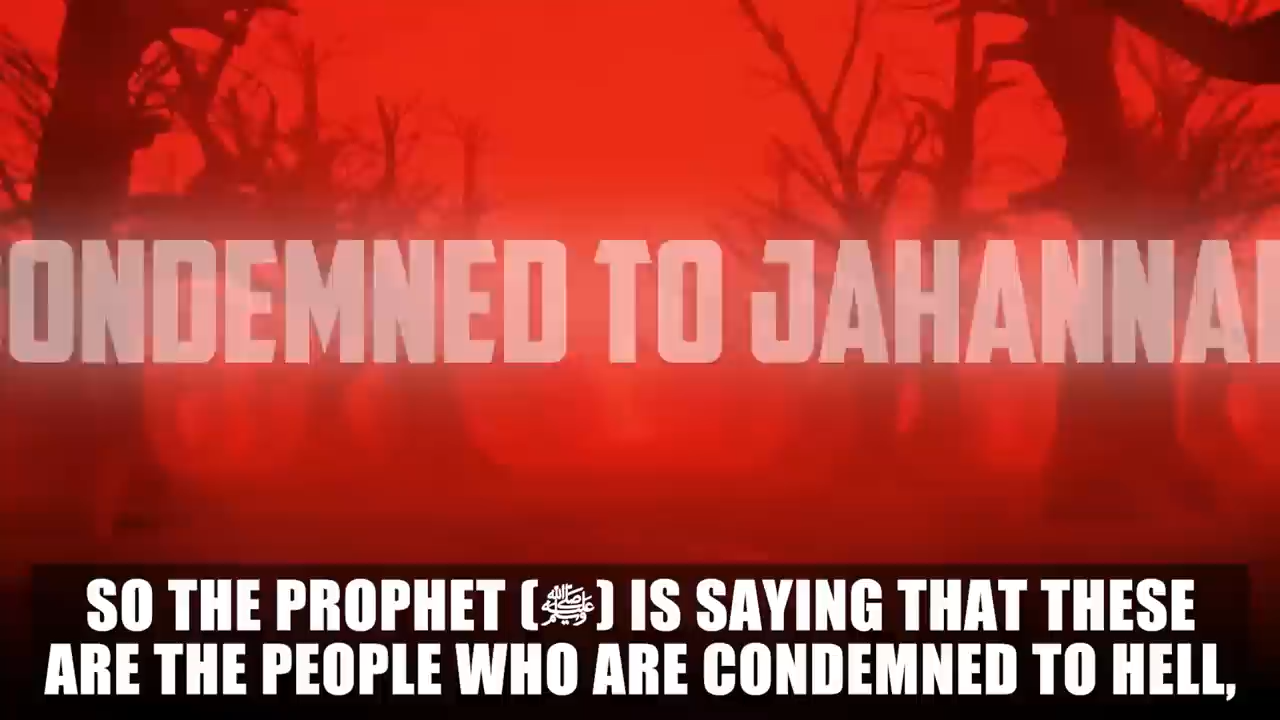 ONDEMNED TO JAHANNA
SO THE PROPHET (ﷺ) IS SAYING THAT THESE
ARE THE PEOPLE WHO ARE CONDEMNED TO HELL,